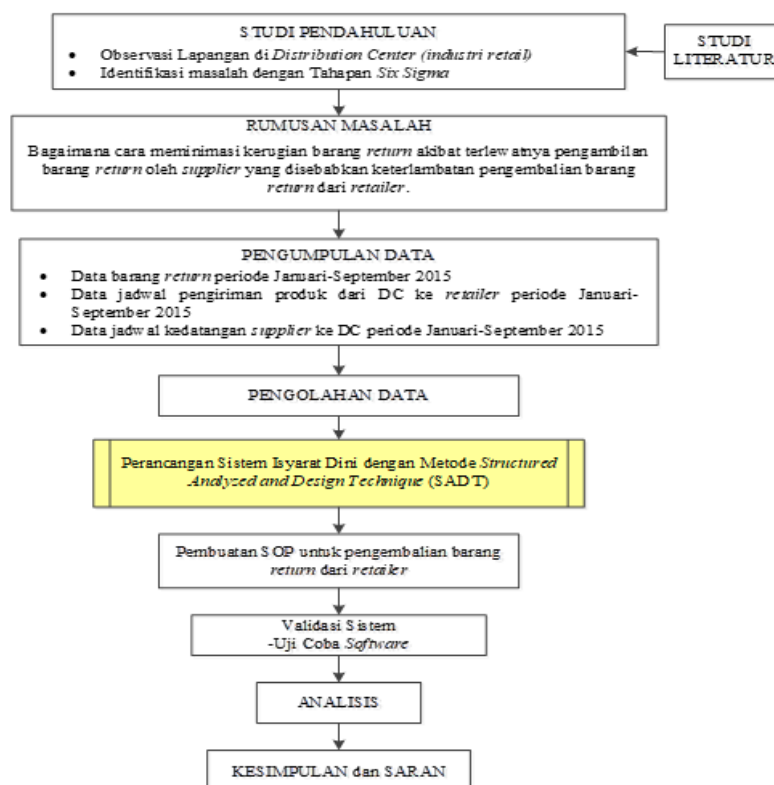 STUDI PENDAHULUAN
• Observasi Lapangan di Distribution Center (industri retail)
• Identifikasi masalah dengan Tahapan Six Sigma
STUDI
LITERATUR
RUMUSAN MASALAH
Bagaimana cara meminimasi kerugian barang return akibat terlewatnya pengambilan
barang return oleh supplier yang disebabkan keterlambatan pengembalian barang
return dari retailer.
PENGUMPULAN DATA
• Data barang return periode Januari-September 2015
• Data jadwal pengiriman produk dari DC ke retailer periode Januari-
September 2015
• Data jadwal kedatangan supplier ke DC periode Januari-September 2015
PENGOLAHAN DATA
Perancangan Sistem Isyarat Dini dengan Metode Structured
Analyzed and Design Technique (SADT)
Pembuatan SOP untuk pengembalian barang
return dari retailer
Validasi Sistem
-Uji Coba Software
ANALISIS
KESIMPULAN dan SARAN